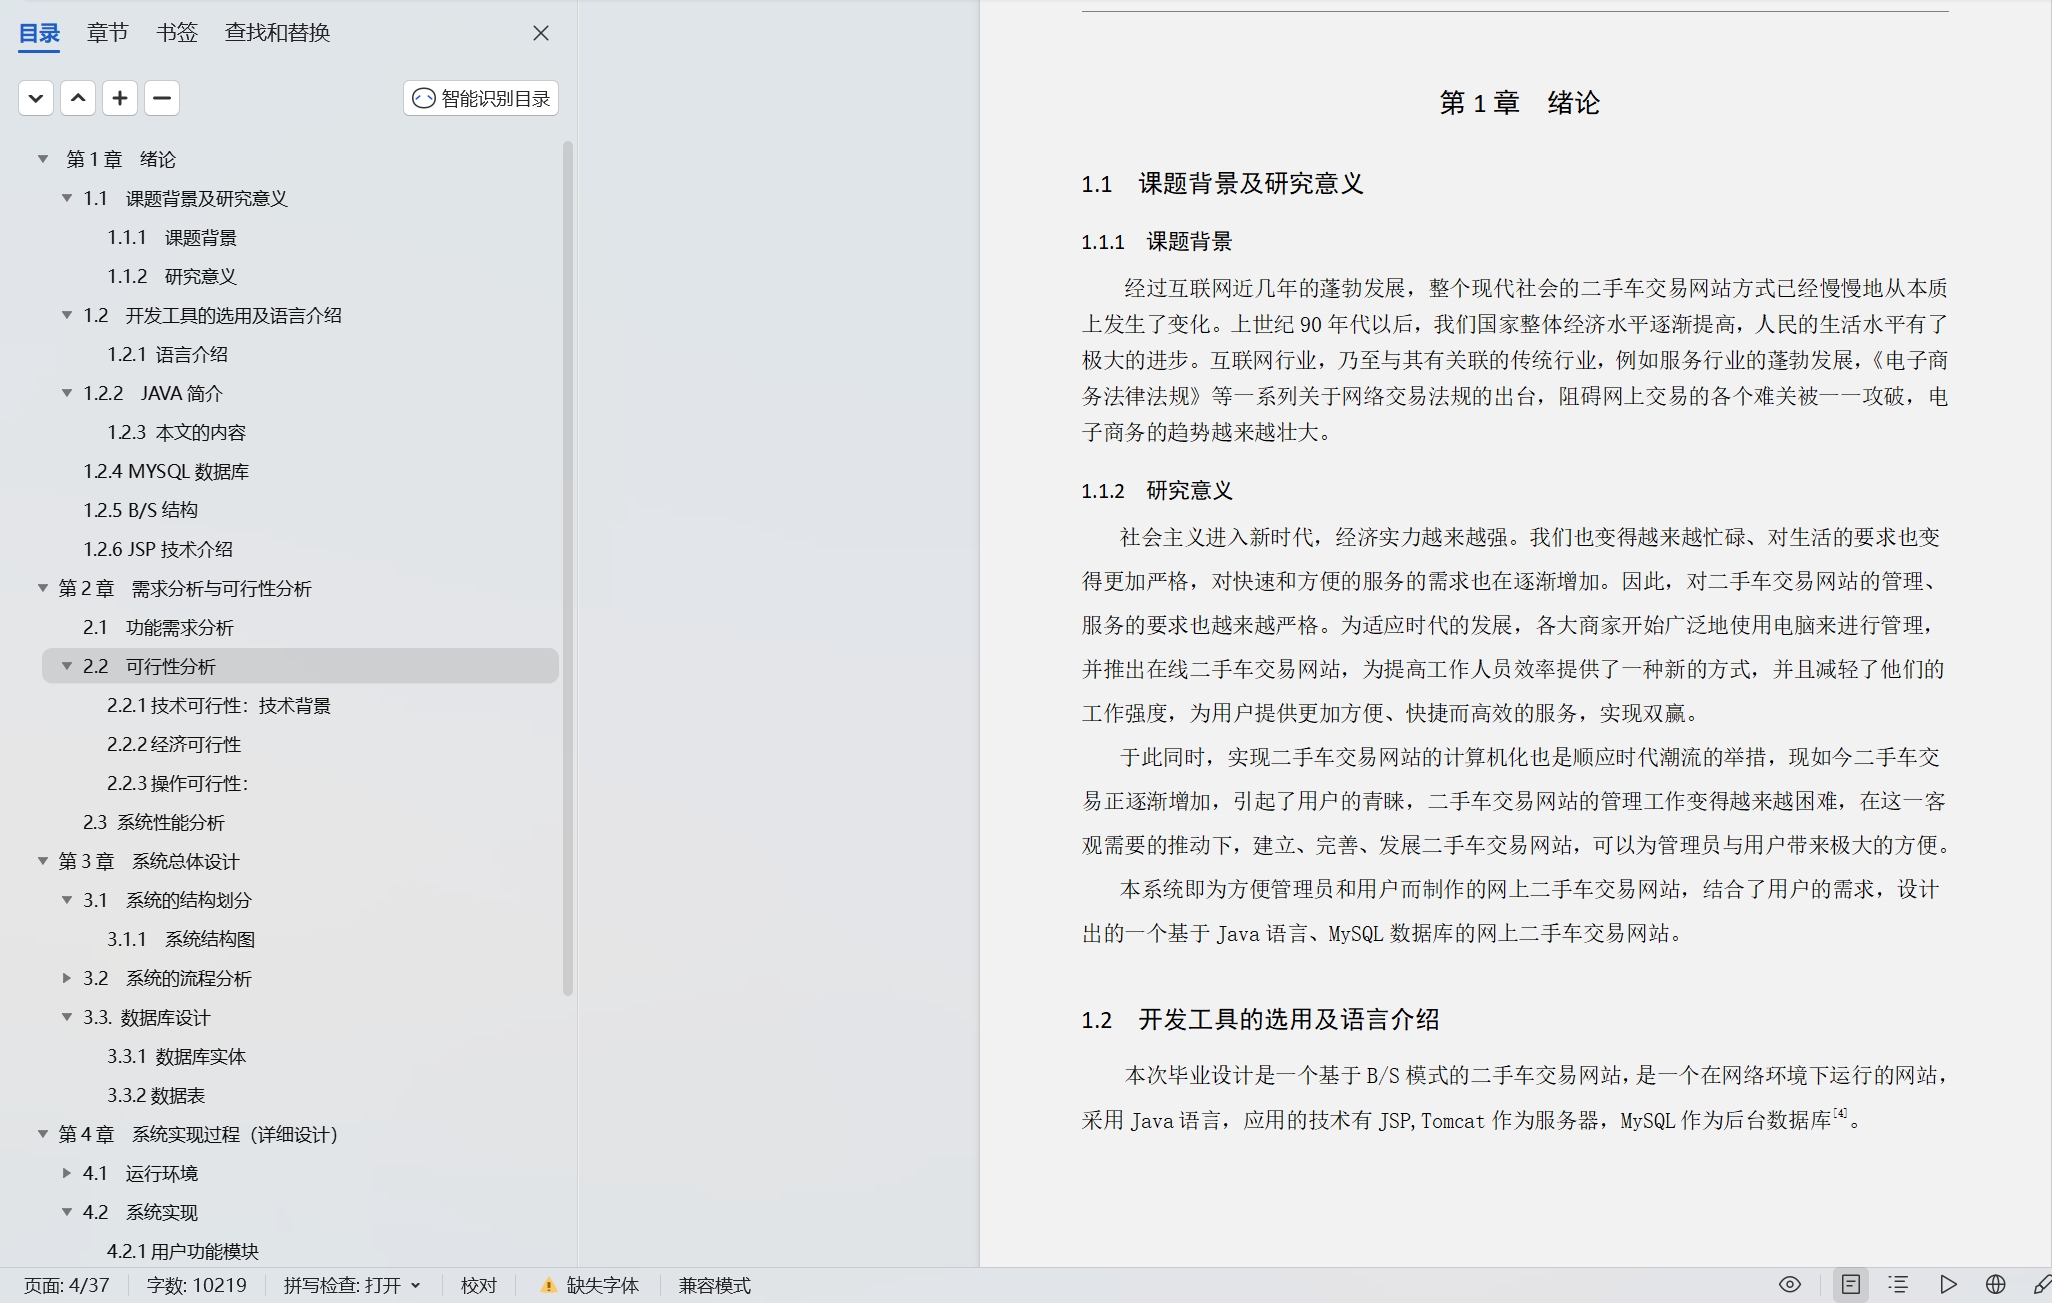 目录 章节 书签 查找和替换
智能识别目录
第 1 章 绪论
1.1 课题背景及研究意义
1.1.1 课题背景
1.1.2 研究意义
1.2 开发工具的选用及语言介绍
1.2.1 语言介绍
1.2.2 JAVA 简介
1.2.3 本文的内容
1.2.4 MYSQL 数据库
1.2.5 B/S 结构
1.2.6 JSP 技术介绍
第 2 章 需求分析与可行性分析
2.1 功能需求分析
2.2 可行性分析
2.2.1 技术可行性：技术背景
2.2.2 经济可行性
2.2.3 操作可行性：
2.3 系统性能分析
第 3 章 系统总体设计
3.1 系统的结构划分
3.1.1 系统结构图
3.2 系统的流程分析
3.3. 数据库设计
3.3.1 数据库实体
3.3.2 数据表
第 4 章 系统实现过程（详细设计）
4.1 运行环境
4.2 系统实现
4.2.1 用户功能模块
第 1 章 绪论
1.1 课题背景及研究意义
1.1.1 课题背景
经过互联网近几年的蓬勃发展，整个现代社会的二手车交易网站方式已经慢慢地从本质
上发生了变化。上世纪 90 年代以后，我们国家整体经济水平逐渐提高，人民的生活水平有了
极大的进步。互联网行业，乃至与其有关联的传统行业，例如服务行业的蓬勃发展，《电子商
务法律法规》等一系列关于网络交易法规的出台，阻碍网上交易的各个难关被一一攻破，电
子商务的趋势越来越壮大。
1.1.2 研究意义
社会主义进入新时代，经济实力越来越强。我们也变得越来越忙碌、对生活的要求也变
得更加严格，对快速和方便的服务的需求也在逐渐增加。因此，对二手车交易网站的管理、
服务的要求也越来越严格。为适应时代的发展，各大商家开始广泛地使用电脑来进行管理，
并推出在线二手车交易网站，为提高工作人员效率提供了一种新的方式，并且减轻了他们的
工作强度，为用户提供更加方便、快捷而高效的服务，实现双赢。
于此同时，实现二手车交易网站的计算机化也是顺应时代潮流的举措，现如今二手车交
易正逐渐增加，引起了用户的青睐，二手车交易网站的管理工作变得越来越困难，在这一客
观需要的推动下，建立、完善、发展二手车交易网站，可以为管理员与用户带来极大的方便。
本系统即为方便管理员和用户而制作的网上二手车交易网站，结合了用户的需求，设计
出的一个基于 Java 语言、MySQL 数据库的网上二手车交易网站。
1.2 开发工具的选用及语言介绍
本次毕业设计是一个基于 B/S 模式的二手车交易网站,是一个在网络环境下运行的网站，
采用 Java 语言，应用的技术有 JSP,Tomcat 作为服务器，MySQL 作为后台数据库[4]。
页面: 4/37 字数: 10219 拼写检查: 打开 校对 缺失字体 兼容模式